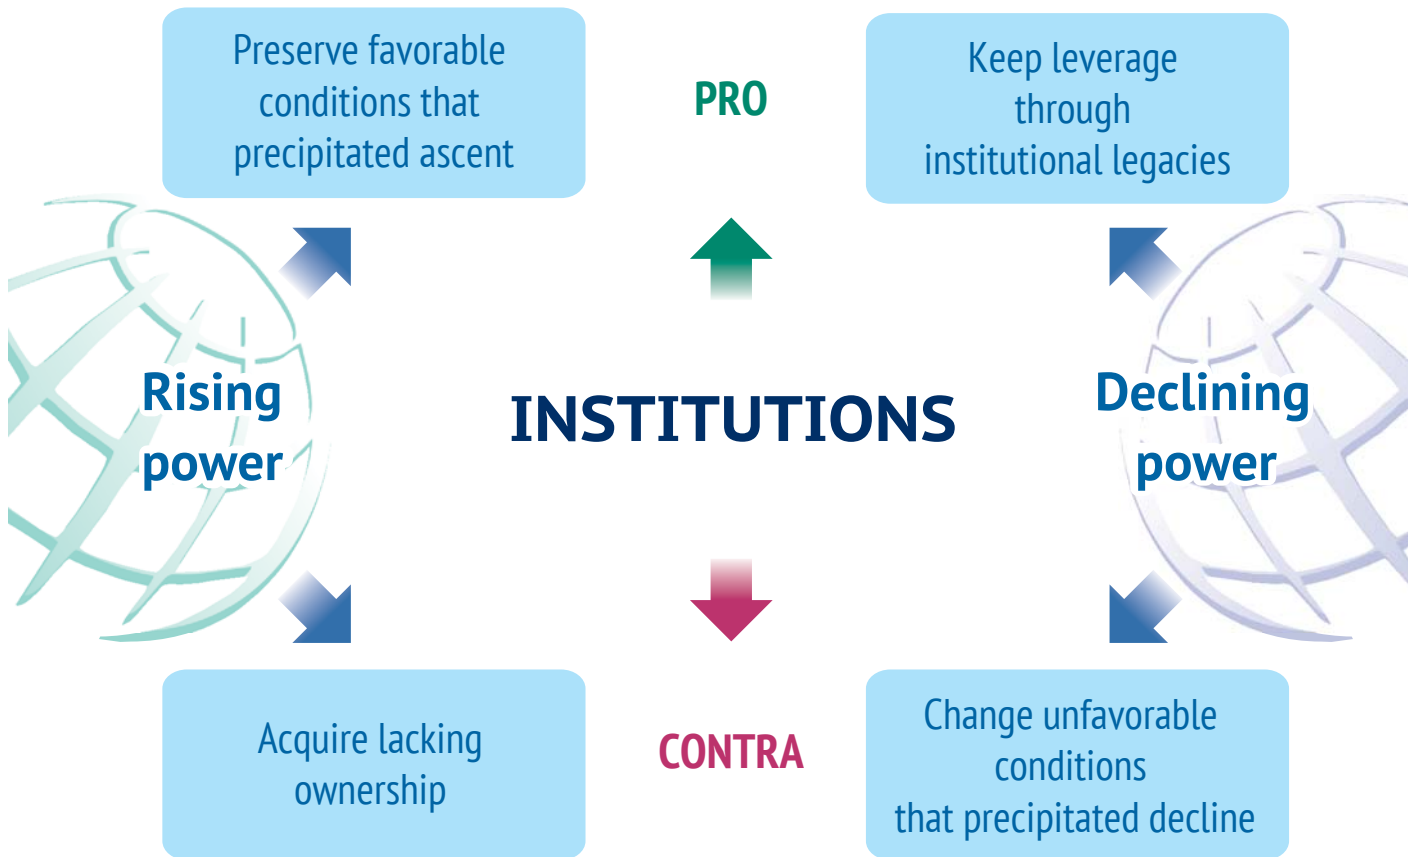 Preserve favorable
conditions that
precipitated ascent
PRO
Keep leverage
through
institutional legacies
Rising
power
INSTITUTIONS
Declining
power
Acquire lacking
ownership
CONTRA
Change unfavorable
conditions
that precipitated decline